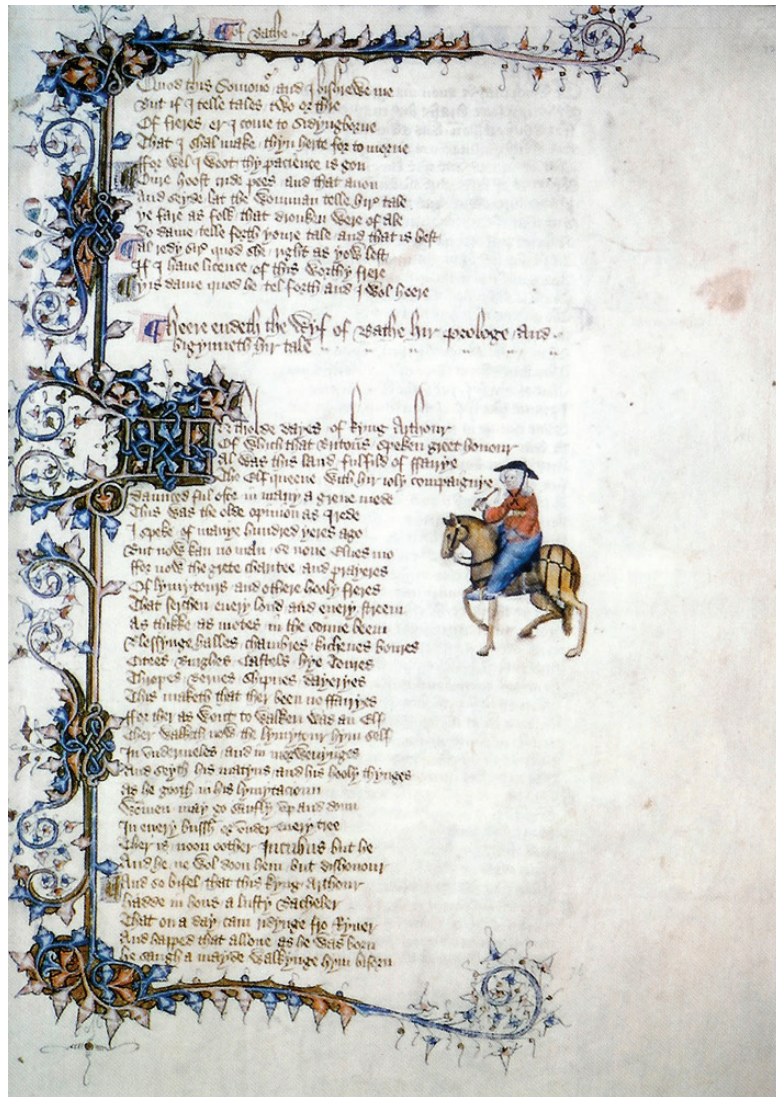 Of Bathe
Quod this Somono and I bishrewe me
But if I telle tales two or thre
Of freres er I come to Sidyngborne
That I shal make thyn herte for to morne
ffor wel I woot thy pacience is gon
Oure hoost cride pees and that anon
And seyde lat the womman telle hire tale
ye fare as folk that dronken were of ale
Do dame telle forth youre tale and that is best
Al redy sire quod she right as yow lest
If I have licence of this worthy frere
yis dame quod he tel forth and I wol heere
Heere endeth the Wyf of Bathe hir prologe and
bigynneth hir tale
In tholde dayes of kyng Arthour
Of which that Britons speken greet honour
Al was this land fulfild of ffairye
The Elf queene with hir ioly compaignye
daunced ful ofte in many a grene mede
This was the olde opinion as I rede
I speke of manye hundred yeres ago
But now kan no man se none Elves mo
ffor now the grete charitee and prayeres
Of lymytours and othere hooly freres
That serchen every lond and every streem
As thikke as motes in the sonne beem
Blessynge halles chambres kichenes boures
Citees Burghes Castels hye Toures
Thropes Bernes Shipnes dayeryes
This maketh that ther been no ffairyes
ffor ther as wont to walken was an Elf
Ther walketh now the lymytour hym self
In undermeles and in morwenynges
And seyth his matyns and his hooly thynges
As he gooth in his lymytacioun
Wommen may go saufly up and doun
In every bussh or under every tree
Ther is noon oother Incubus but he
And he ne wol doon hem but dishonour
And so bifel that this kyng Arthour
hadde in hous a lusty Bacheler
That on a day cam ridynge fro Ryver
And happed that allone as he was born
he saugh a mayde walkynge hym biforn